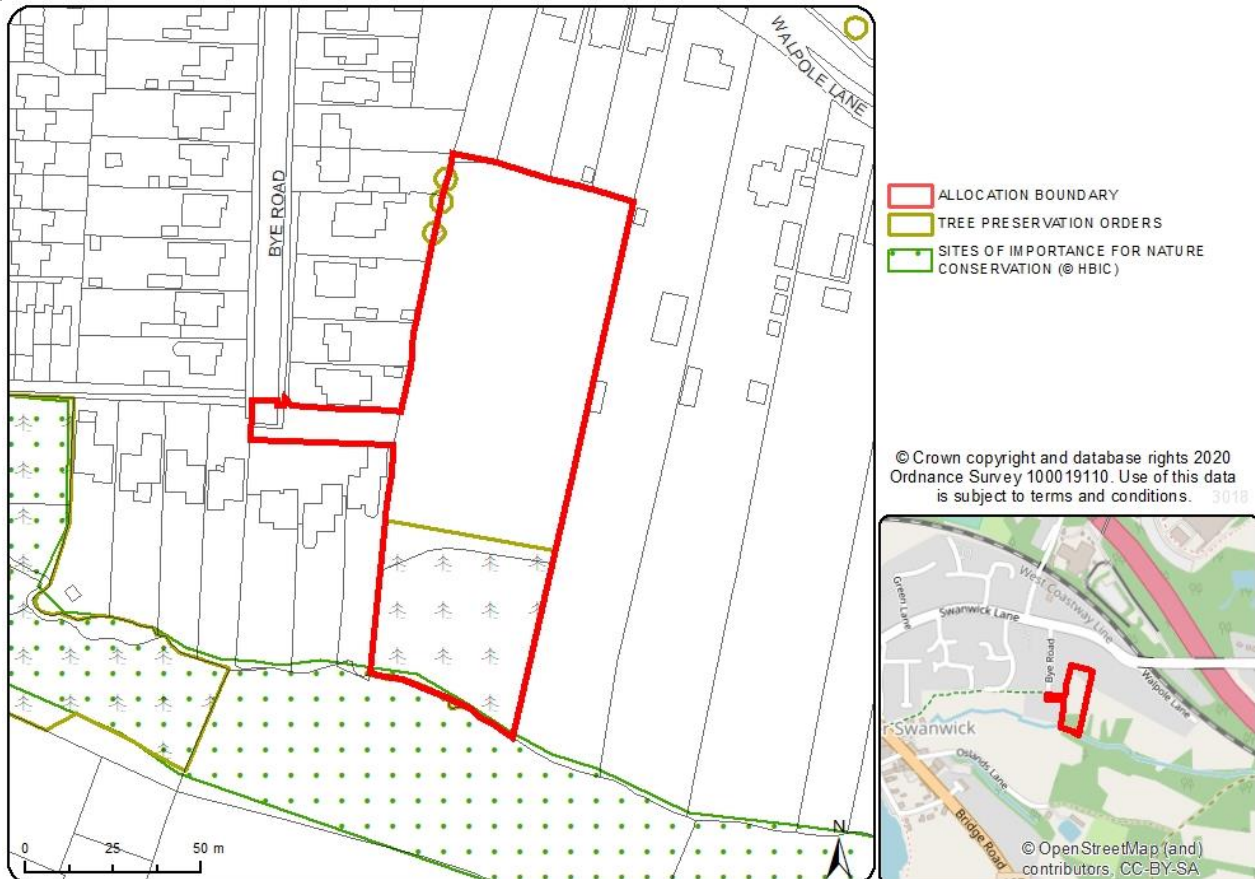 WALPOLE LANE
BYE ROAD
0 25 50 m
N
ALLOCATION BOUNDARY
TREE PRESERVATION ORDERS
SITES OF IMPORTANCE FOR NATURE
CONSERVATION (© HBIC)
© Crown copyright and database rights 2020
Ordnance Survey 100019110. Use of this data
is subject to terms and conditions. 3018
West Coastway Line
Green Lane
Swanwick Lane
Bye Road
Walpole Lane
r Swanwick
Oslands Lane
Bridge Road
© OpenStreetMap (and)
contributors, CC-BY-SA